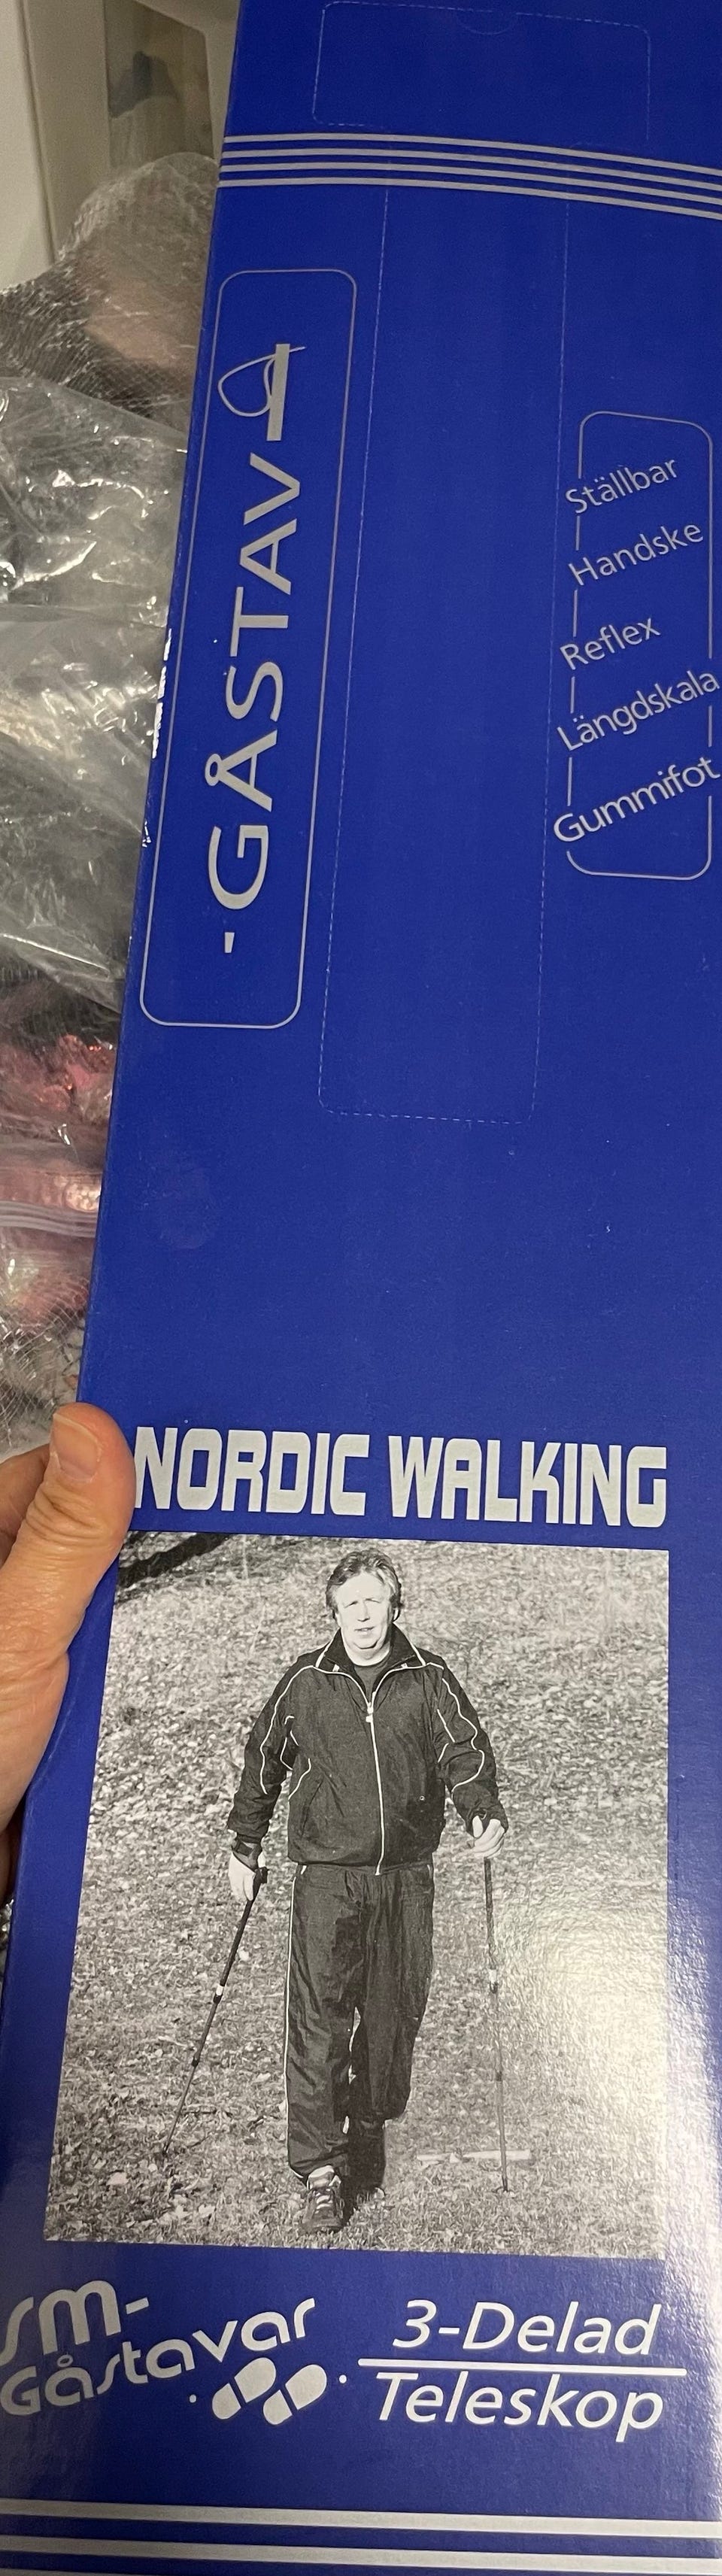 -GÅSTAV
Ställbar
Handske
Reflex
Längdskala
Gummifot
NORDIC WALKING
SM-
Gåstavar
3-Delad
Teleskop